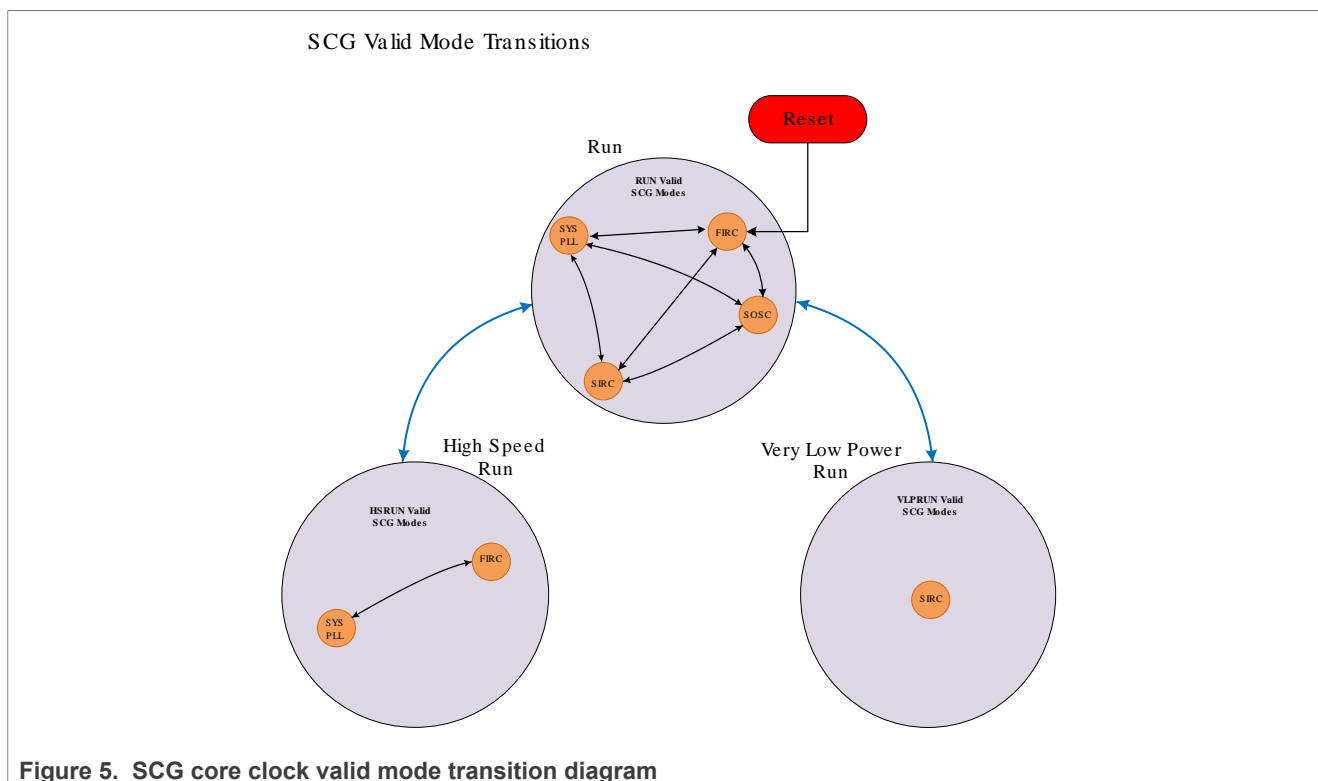 SCG Valid Mode Transitions
Reset
Run
RUN Valid
SCG Modes
SYS
PLL
FIRC
SOSC
SIRC
High Speed
Run
HSRUN Valid
SCG Modes
FIRC
SYS
PLL
Very Low Power
Run
VLPRUN Valid
SCG Modes
SIRC
Figure 5. SCG core clock valid mode transition diagram